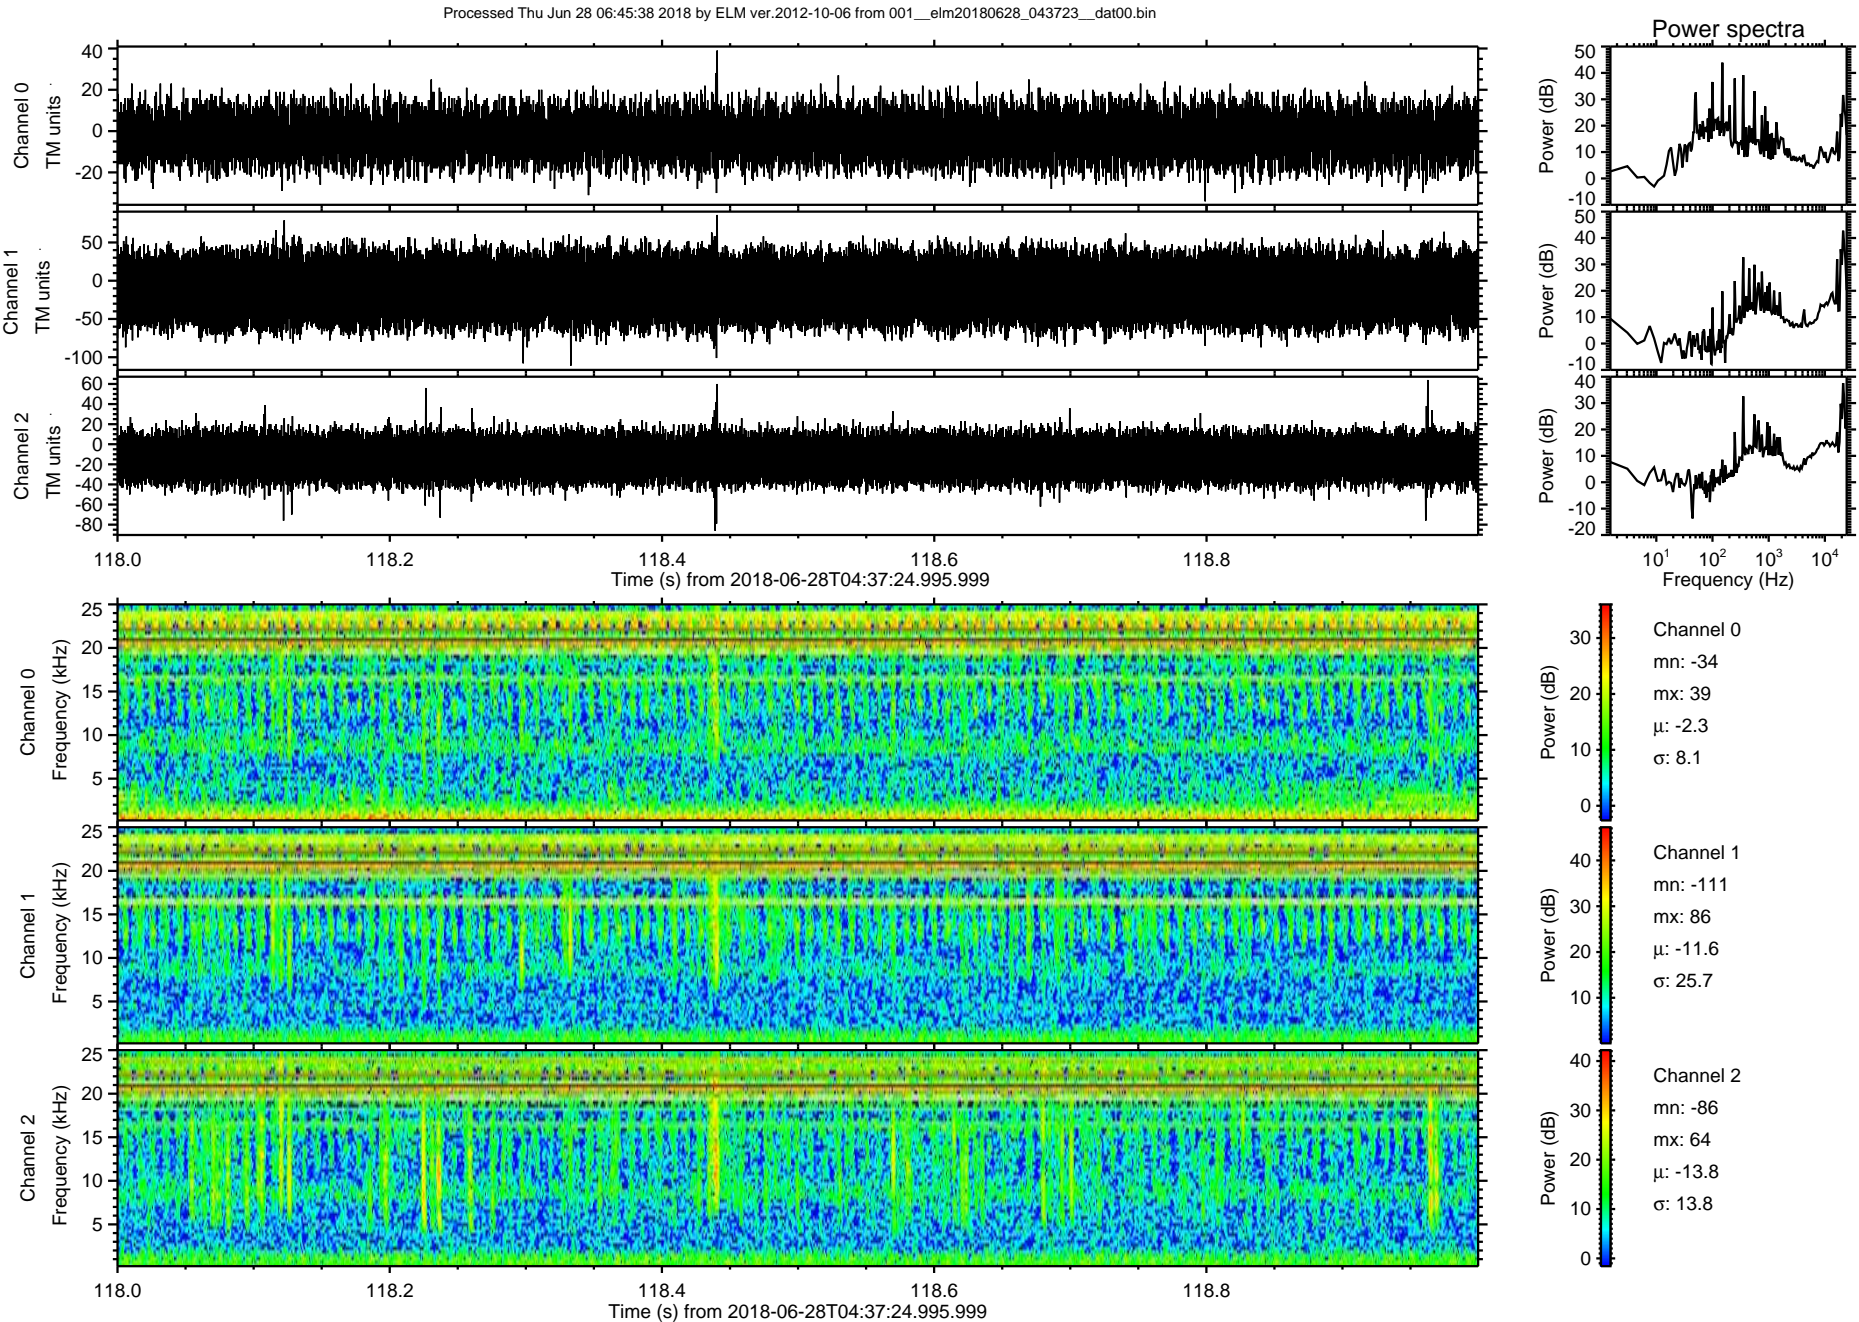 Processed Thu Jun 28 06:45:38 2018 by ELM ver.2012-10-06 from 001__elm20180628_043723__dat00.bin
Power spectra
Channel 0
TM units
40
20
0
-20
Power (dB)
50
40
30
20
10
0
-10
Channel 1
TM units
50
0
-50
-100
Power (dB)
50
40
30
20
10
0
-10
Channel 2
TM units
60
40
20
0
-20
-40
-60
-80
Power (dB)
40
30
20
10
0
-10
-20
118.0 118.2 118.4 118.6 118.8
Time (s) from 2018-06-28T04:37:24.995.999
10^1 10^2 10^3 10^4
Frequency (Hz)
Channel 0
Frequency (kHz)
25
20
15
10
5
Power (dB)
30
20
10
0
Channel 0
mn: -34
mx: 39
μ: -2.3
σ: 8.1
Channel 1
Frequency (kHz)
25
20
15
10
5
Power (dB)
40
30
20
10
Channel 1
mn: -111
mx: 86
μ: -11.6
σ: 25.7
Channel 2
Frequency (kHz)
25
20
15
10
5
Power (dB)
40
30
20
10
0
Channel 2
mn: -86
mx: 64
μ: -13.8
σ: 13.8
118.0 118.2 118.4 118.6 118.8
Time (s) from 2018-06-28T04:37:24.995.999